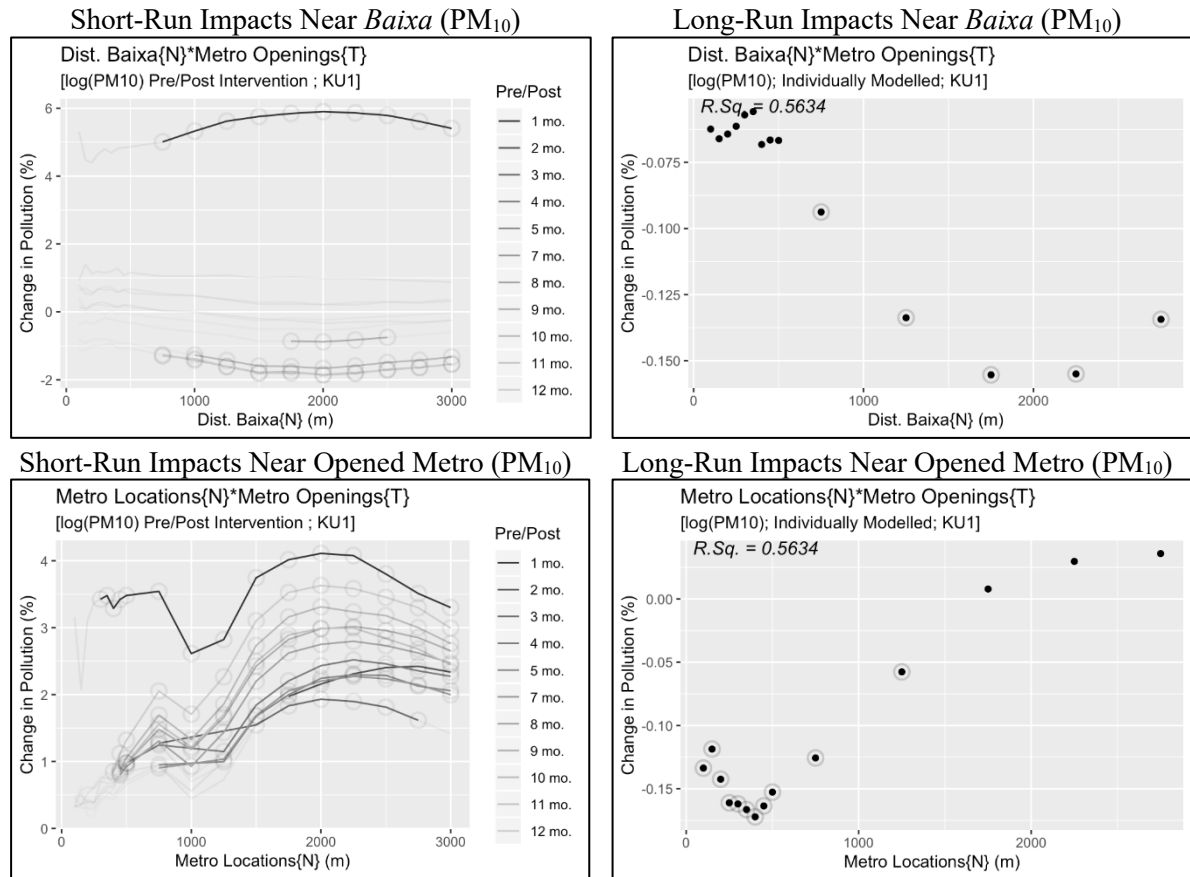 Short-Run Impacts Near Baixa (PM₁₀)
Dist. Baixa{N}*Metro Openings{T}
[log(PM10) Pre/Post Intervention ; KU1]
Change in Pollution (%)
6
4
2
0
-2
0
1000
2000
3000
Dist. Baixa{N} (m)
Pre/Post
1 mo.
2 mo.
3 mo.
4 mo.
5 mo.
7 mo.
8 mo.
9 mo.
10 mo.
11 mo.
12 mo.
Long-Run Impacts Near Baixa (PM₁₀)
Dist. Baixa{N}*Metro Openings{T}
[log(PM10); Individually Modelled; KU1]
R.Sq. = 0.5634
Change in Pollution (%)
-0.075
-0.100
-0.125
-0.150
0
1000
2000
Dist. Baixa{N} (m)
Short-Run Impacts Near Opened Metro (PM₁₀)
Metro Locations{N}*Metro Openings{T}
[log(PM10) Pre/Post Intervention ; KU1]
Change in Pollution (%)
4
3
2
1
0
0
1000
2000
3000
Metro Locations{N} (m)
Pre/Post
1 mo.
2 mo.
3 mo.
4 mo.
5 mo.
7 mo.
8 mo.
9 mo.
10 mo.
11 mo.
12 mo.
Long-Run Impacts Near Opened Metro (PM₁₀)
Metro Locations{N}*Metro Openings{T}
[log(PM10); Individually Modelled; KU1]
R.Sq. = 0.5634
Change in Pollution (%)
0.00
-0.05
-0.10
-0.15
0
1000
2000
Metro Locations{N} (m)